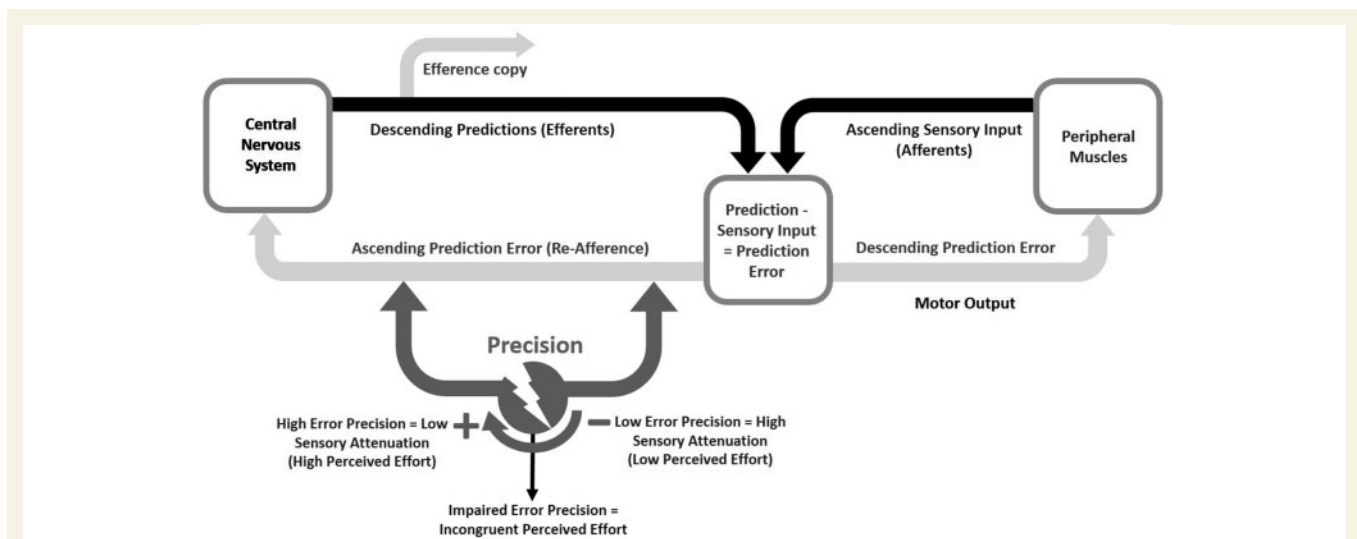 Efference copy
Central
Nervous
System
Descending Predictions (Efferents)
Ascending Sensory Input
(Afferents)
Peripheral
Muscles
Prediction -
Sensory Input
= Prediction
Error
Ascending Prediction Error (Re-Afference)
Descending Prediction Error
Motor Output
Precision
High Error Precision = Low
Sensory Attenuation
(High Perceived Effort)
+
−
Low Error Precision = High
Sensory Attenuation
(Low Perceived Effort)
Impaired Error Precision =
Incongruent Perceived Effort